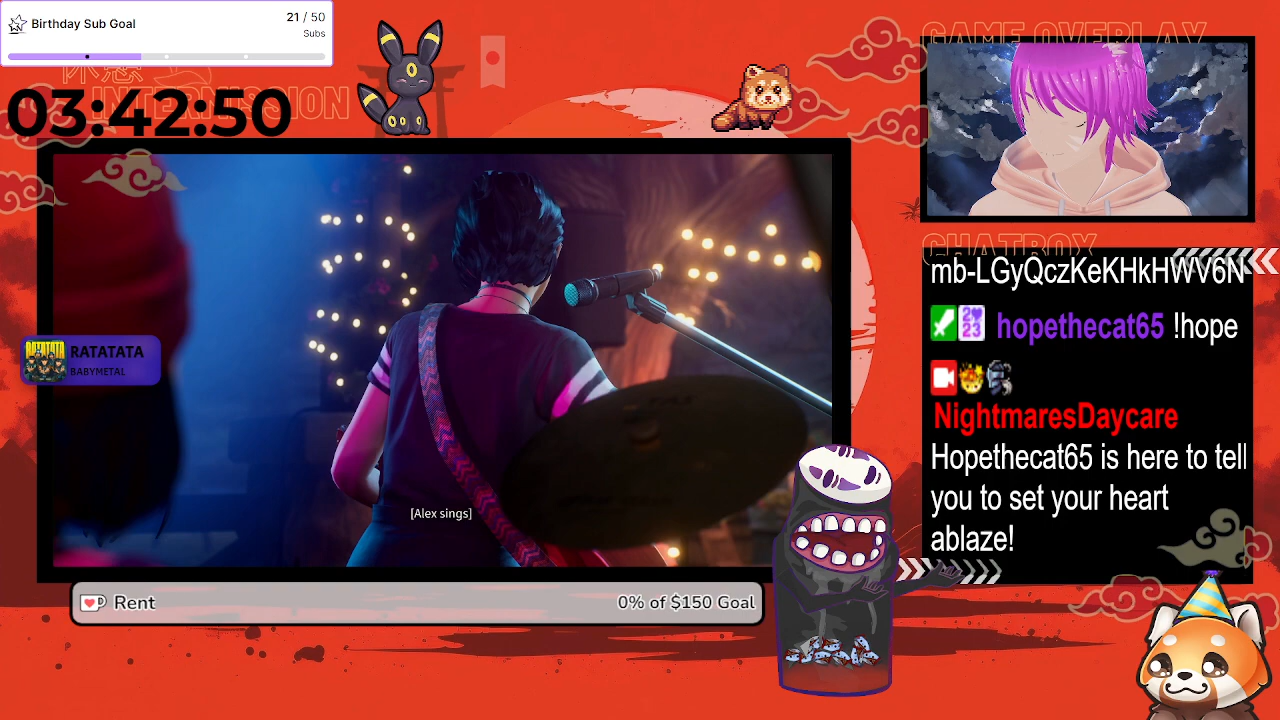 Birthday Sub Goal
21 / 50
Subs
INTERMISSION
03:42:50
GAME OVERLAY
RATATATA
BABYMETAL
[Alex sings]
Rent
0% of $150 Goal
CHATBOX
mb-LGyQczKeKHkHWV6N
hopethecat65 !hope
NightmaresDaycare
Hopethecat65 is here to tell
you to set your heart
ablaze!